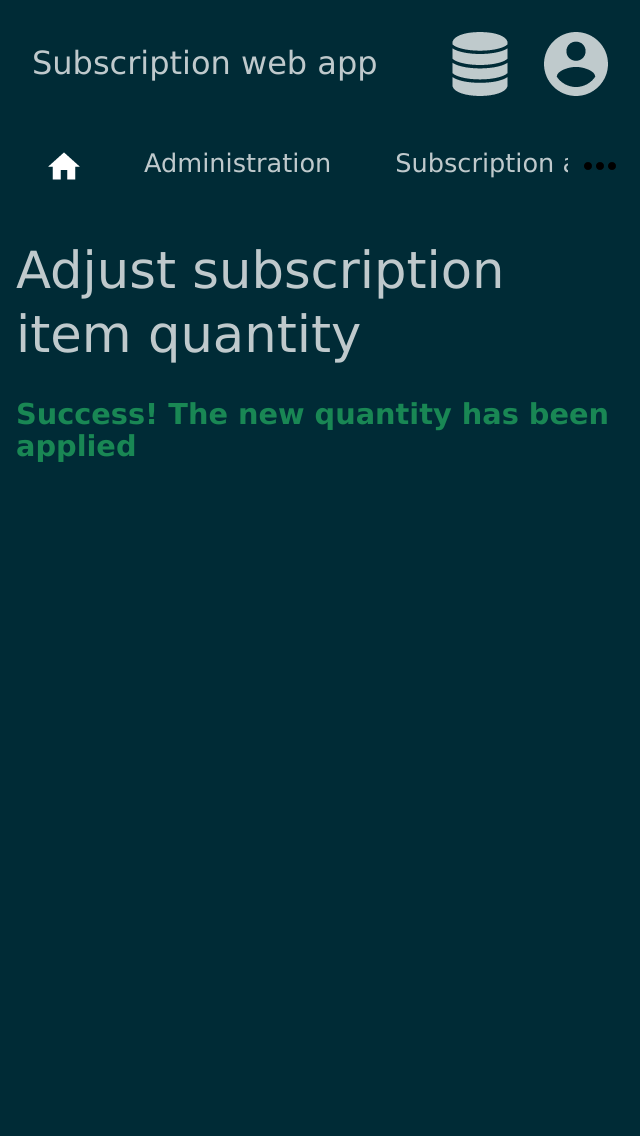 Subscription web app
Administration
Subscription
Adjust subscription
item quantity
Success! The new quantity has been
applied